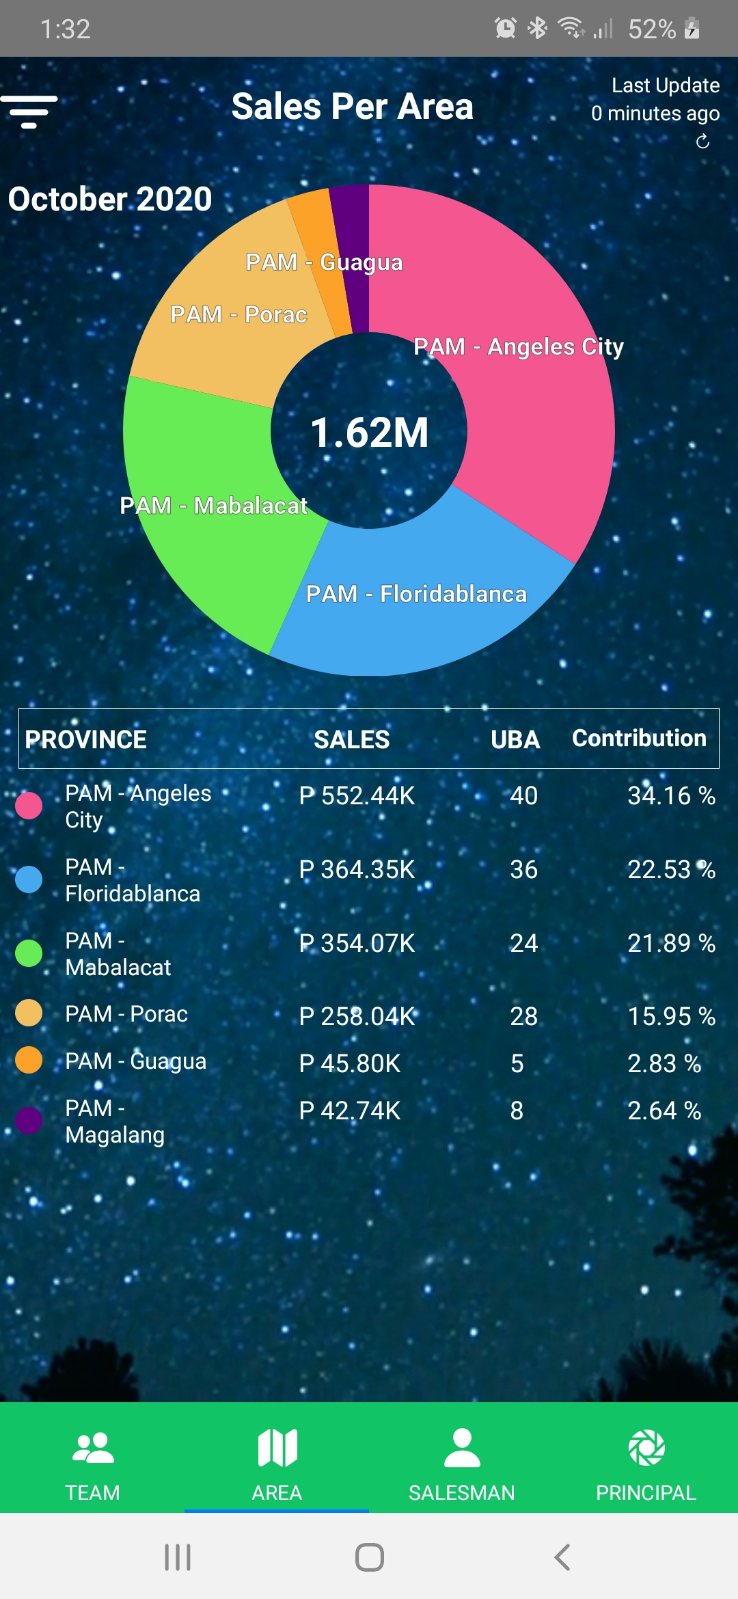 1:32
52%
Sales Per Area
Last Update
0 minutes ago
October 2020
PAM - Guagua
PAM - Porac
PAM - Angeles City
1.62M
PAM - Mabalacat
PAM - Floridablanca
PROVINCE SALES UBA Contribution
PAM - Angeles
City
P 552.44K 40 34.16 %
PAM -
Floridablanca
P 364.35K 36 22.53 %
PAM -
Mabalacat
P 354.07K 24 21.89 %
PAM - Porac P 258.04K 28 15.95 %
PAM - Guagua P 45.80K 5 2.83 %
PAM -
Magalang
P 42.74K 8 2.64 %
TEAM AREA SALESMAN PRINCIPAL